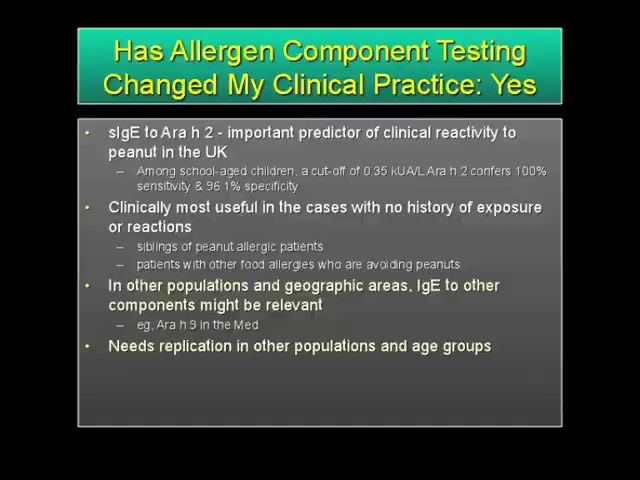 Has Allergen Component Testing
Changed My Clinical Practice: Yes
• sIgE to Ara h 2 - important predictor of clinical reactivity to
peanut in the UK
– Among school-aged children, a cut-off of 0.35 kUA/L Ara h 2 confers 100%
sensitivity & 96.1% specificity
• Clinically most useful in the cases with no history of exposure
or reactions
– siblings of peanut allergic patients
– patients with other food allergies who are avoiding peanuts
• In other populations and geographic areas, IgE to other
components might be relevant
– eg, Ara h 9 in the Med
• Needs replication in other populations and age groups